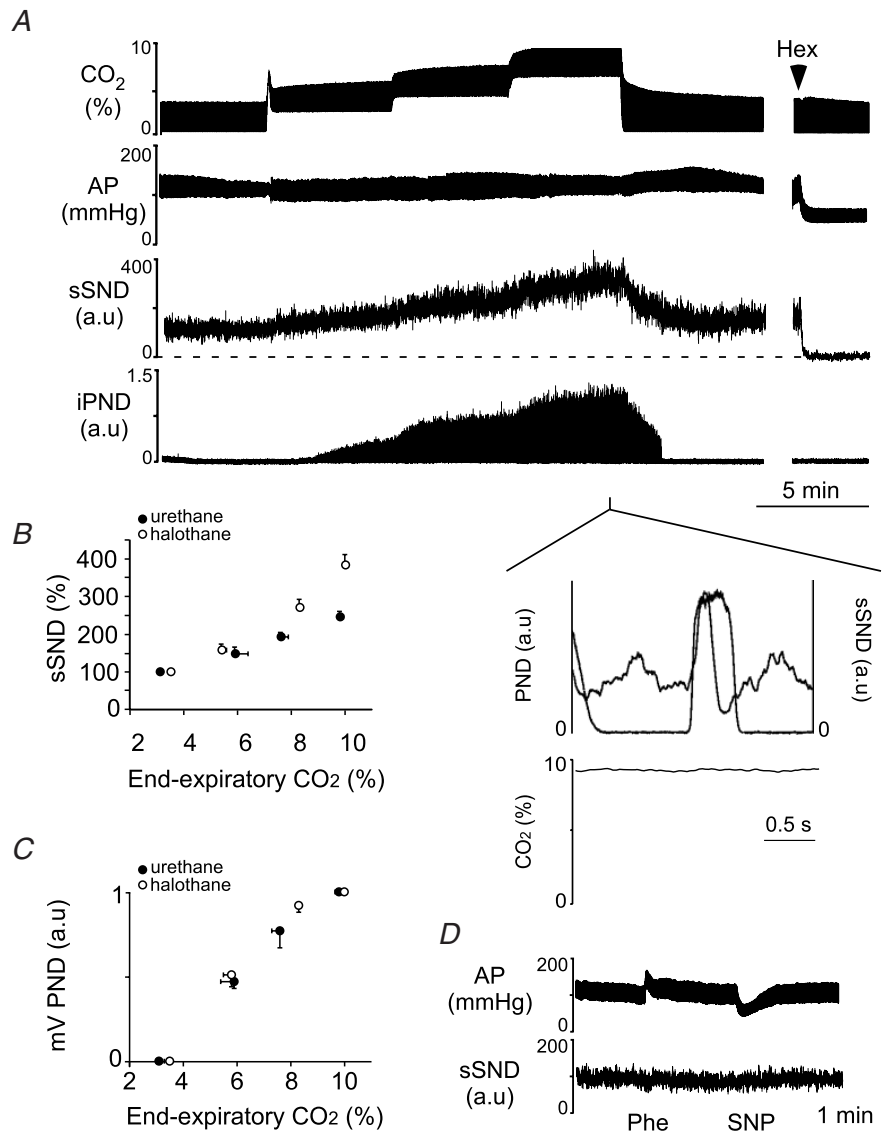 A
CO2
(%)
10
0
Hex
AP
(mmHg)
200
0
sSND
(a.u)
400
0
iPND
(a.u)
1.5
0
5 min
B
urethane
halothane
sSND (%)
400
300
200
100
0
2 4 6 8 10
End-expiratory CO2 (%)
PND (a.u)
0
sSND (a.u)
0
CO2 (%)
10
0
0.5 s
C
urethane
halothane
mV PND (a.u)
1
0
2 4 6 8 10
End-expiratory CO2 (%)
D
AP
(mmHg)
200
0
sSND
(a.u)
200
0
Phe SNP 1 min